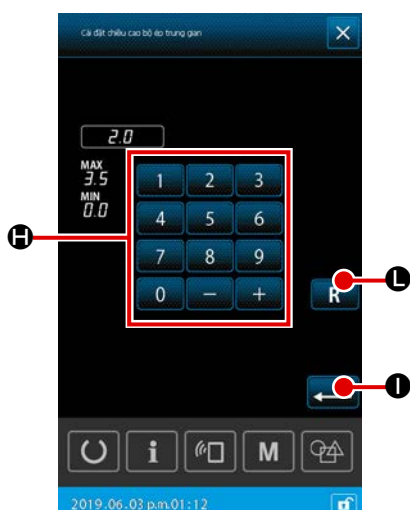 Cài đặt chiều cao bộ ép trung gian
2.0
MAX
3.5
MIN
0.0
1 2 3
4 5 6
7 8 9
0 − +
H
R
L
I
i M
2019.06.03 p.m.01:12